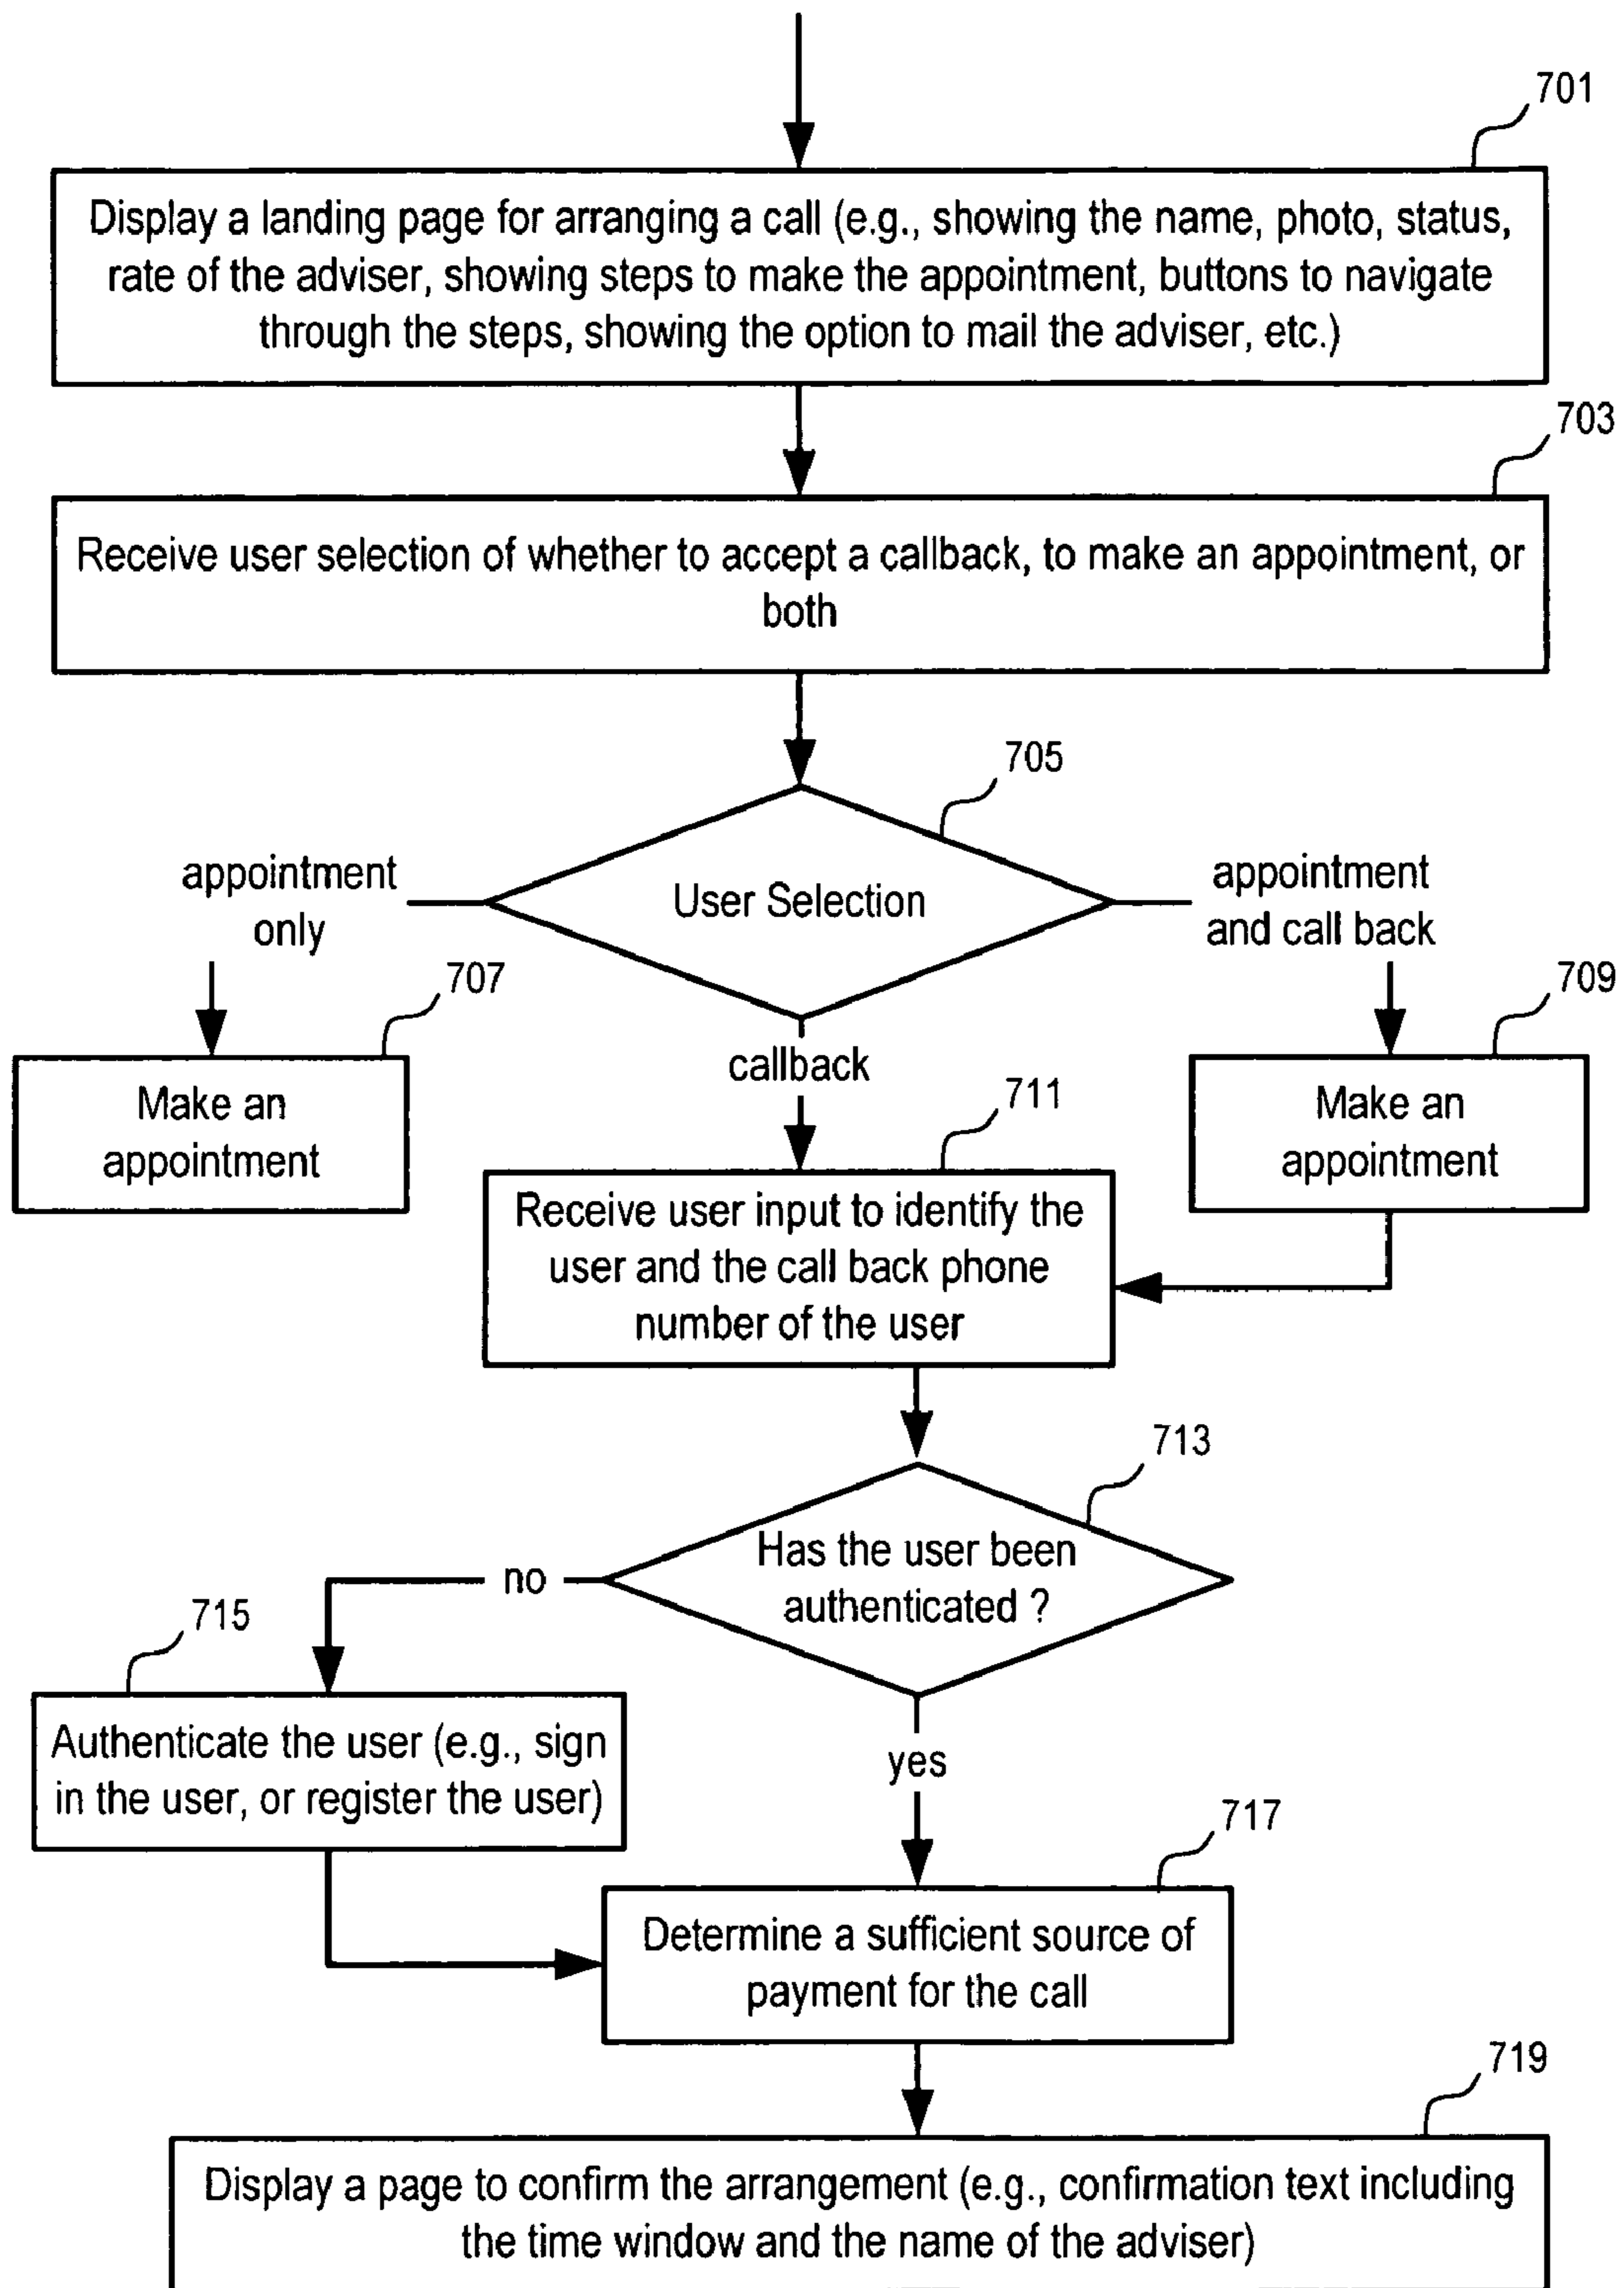 701
Display a landing page for arranging a call (e.g., showing the name, photo, status,
rate of the adviser, showing steps to make the appointment, buttons to navigate
through the steps, showing the option to mail the adviser, etc.)
703
Receive user selection of whether to accept a callback, to make an appointment, or
both
705
User Selection
appointment
only
appointment
and call back
707
Make an
appointment
callback
709
Make an
appointment
711
Receive user input to identify the
user and the call back phone
number of the user
713
Has the user been
authenticated ?
no
715
Authenticate the user (e.g., sign
in the user, or register the user)
yes
717
Determine a sufficient source of
payment for the call
719
Display a page to confirm the arrangement (e.g., confirmation text including
the time window and the name of the adviser)